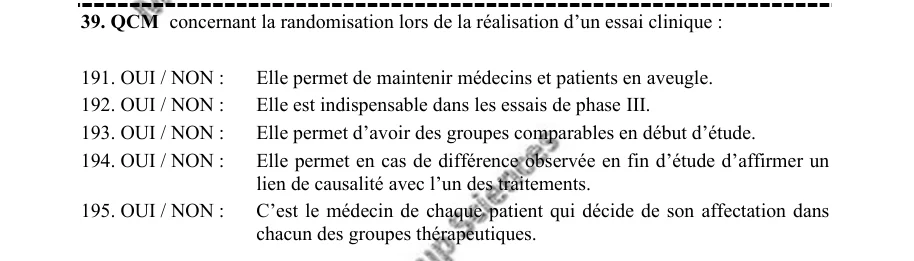 39. QCM concernant la randomisation lors de la réalisation d’un essai clinique :
191. OUI / NON : Elle permet de maintenir médecins et patients en aveugle.
192. OUI / NON : Elle est indispensable dans les essais de phase III.
193. OUI / NON : Elle permet d’avoir des groupes comparables en début d’étude.
194. OUI / NON : Elle permet en cas de différence observée en fin d’étude d’affirmer un
lien de causalité avec l’un des traitements.
195. OUI / NON : C’est le médecin de chaque patient qui décide de son affectation dans
chacun des groupes thérapeutiques.